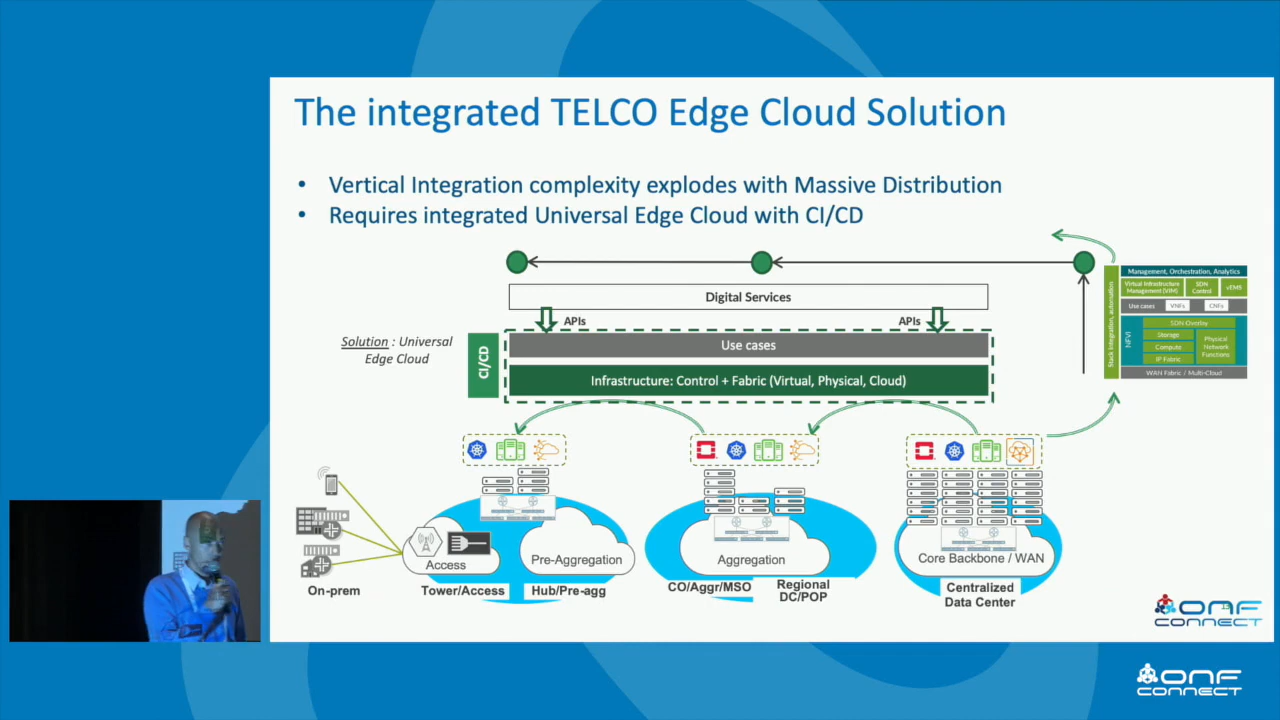 The integrated TELCO Edge Cloud Solution
• Vertical Integration complexity explodes with Massive Distribution
• Requires integrated Universal Edge Cloud with CI/CD
Digital Services
APIs
APIs
Solution : Universal
Edge Cloud
CI/CD
Use cases
Infrastructure: Control + Fabric (Virtual, Physical, Cloud)
Stack Integration, automation
Management, Orchestration, Analytics
Virtual Infrastructure
Management (VIM)
SDN
Control
vEMS
Use cases
VNFs
CNFs
NFVI
SDN Overlay
Storage
Compute
IP Fabric
Physical
Network
Functions
WAN Fabric / Multi-Cloud
On-prem
Access
Pre-Aggregation
Tower/Access
Hub/Pre-agg
Aggregation
CO/Aggr/MSO
Regional
DC/POP
Core Backbone / WAN
Centralized
Data Center
ONF
CONNECT
ONF
CONNECT